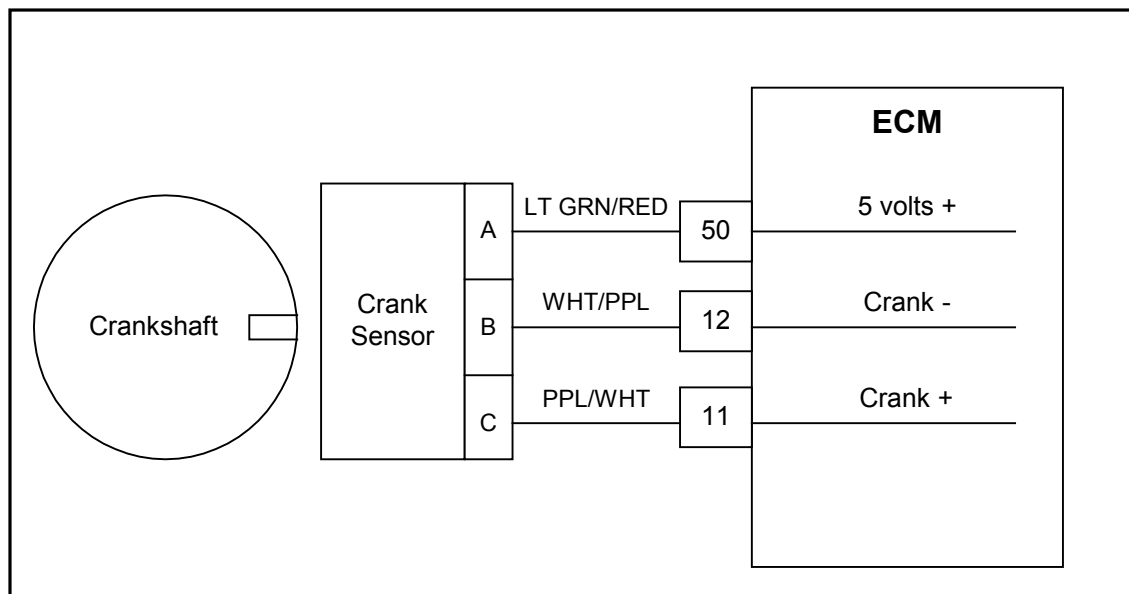 ECM
LT GRN/RED
5 volts +
A
50
Crankshaft
Crank
Sensor
WHT/PPL
Crank -
B
12
PPL/WHT
Crank +
C
11